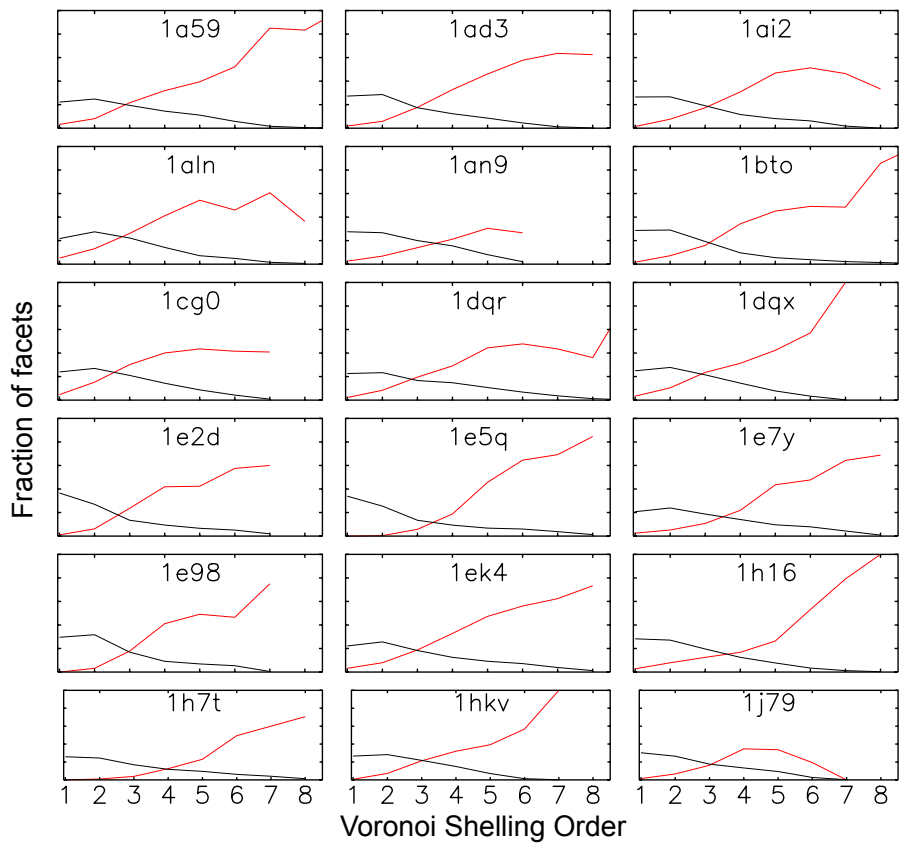 1a59 1ad3 1ai2
1aln 1an9 1bto
1cg0 1dqr 1dqx
1e2d 1e5q 1e7y
1e98 1ek4 1h16
1h7t 1hkv 1j79
1 2 3 4 5 6 7 8 1 2 3 4 5 6 7 8 1 2 3 4 5 6 7 8
Voronoi Shelling Order
Fraction of facets